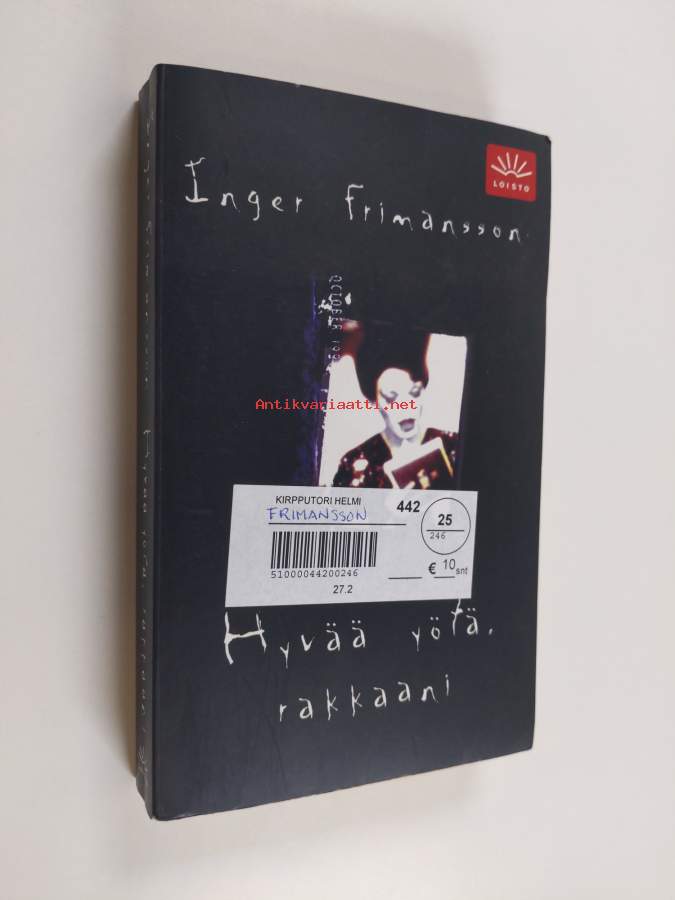 Inger Frimansson
LOISTO
Antikvariaatti.net
KIRPPUTORI HELMI
FRIMANSSON
442
25
246
51000044200246
€ 10 snt
27.2
Hyvää yötä,
rakkaani